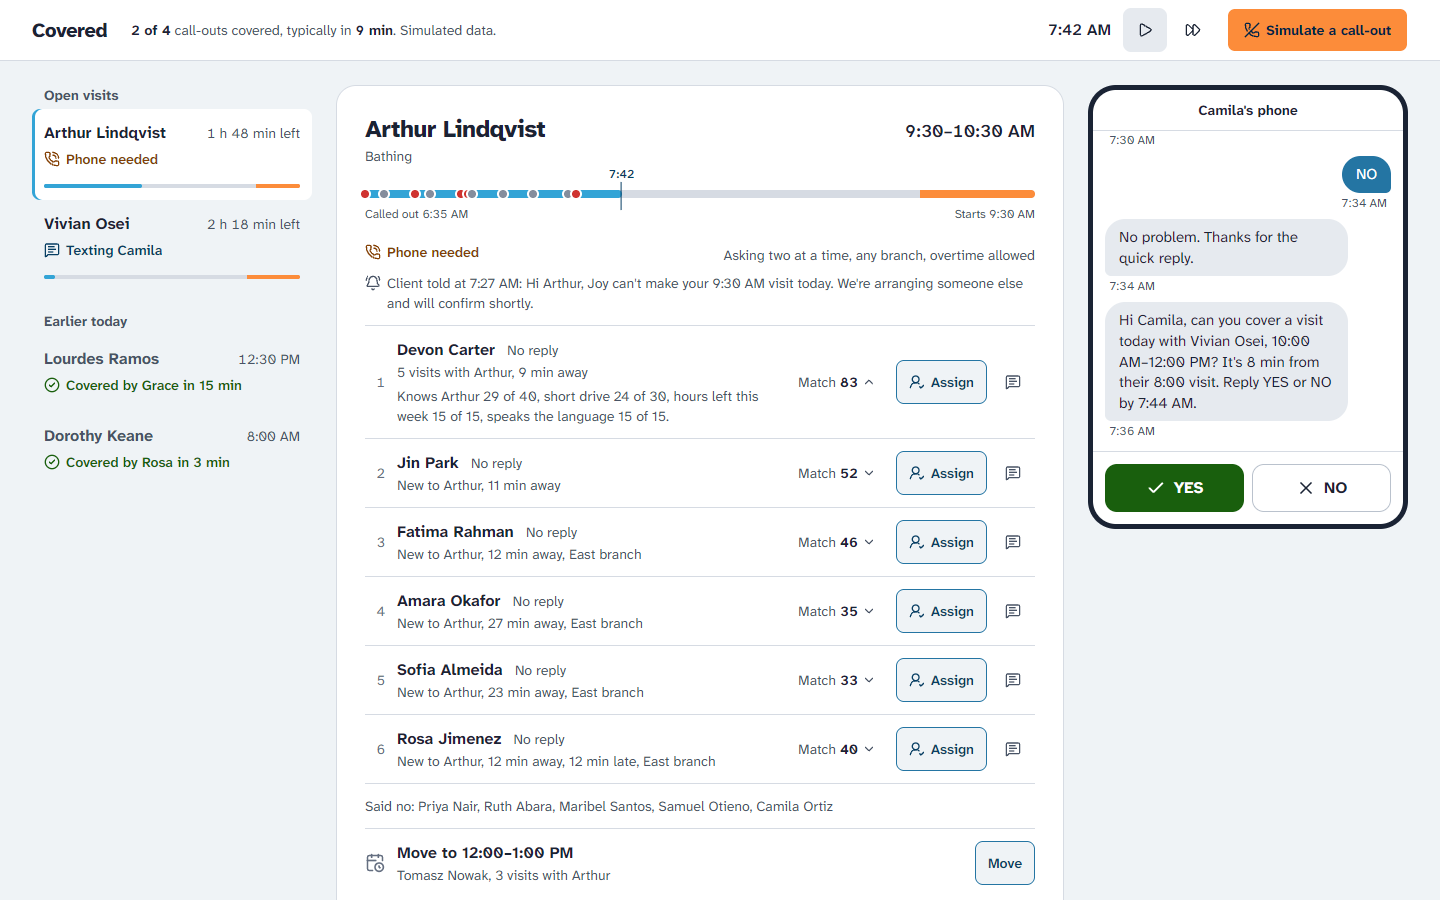 Covered
2 of 4 call-outs covered, typically in 9 min. Simulated data.
7:42 AM
Simulate a call-out
Open visits
Arthur Lindqvist
1 h 48 min left
Phone needed
Vivian Osei
2 h 18 min left
Texting Camila
Earlier today
Lourdes Ramos
12:30 PM
Covered by Grace in 15 min
Dorothy Keane
8:00 AM
Covered by Rosa in 3 min
Arthur Lindqvist
9:30–10:30 AM
Bathing
7:42
Called out 6:35 AM
Starts 9:30 AM
Phone needed
Asking two at a time, any branch, overtime allowed
Client told at 7:27 AM: Hi Arthur, Joy can't make your 9:30 AM visit today. We're arranging someone else
and will confirm shortly.
1
Devon Carter No reply
5 visits with Arthur, 9 min away
Knows Arthur 29 of 40, short drive 24 of 30, hours left this
week 15 of 15, speaks the language 15 of 15.
Match 83
Assign
2
Jin Park No reply
New to Arthur, 11 min away
Match 52
Assign
3
Fatima Rahman No reply
New to Arthur, 12 min away, East branch
Match 46
Assign
4
Amara Okafor No reply
New to Arthur, 27 min away, East branch
Match 35
Assign
5
Sofia Almeida No reply
New to Arthur, 23 min away, East branch
Match 33
Assign
6
Rosa Jimenez No reply
New to Arthur, 12 min away, 12 min late, East branch
Match 40
Assign
Said no: Priya Nair, Ruth Abara, Maribel Santos, Samuel Otieno, Camila Ortiz
Move to 12:00–1:00 PM
Tomasz Nowak, 3 visits with Arthur
Move
Camila's phone
7:30 AM
NO
7:34 AM
No problem. Thanks for the
quick reply.
7:34 AM
Hi Camila, can you cover a visit
today with Vivian Osei, 10:00
AM–12:00 PM? It's 8 min from
their 8:00 visit. Reply YES or NO
by 7:44 AM.
7:36 AM
YES
NO